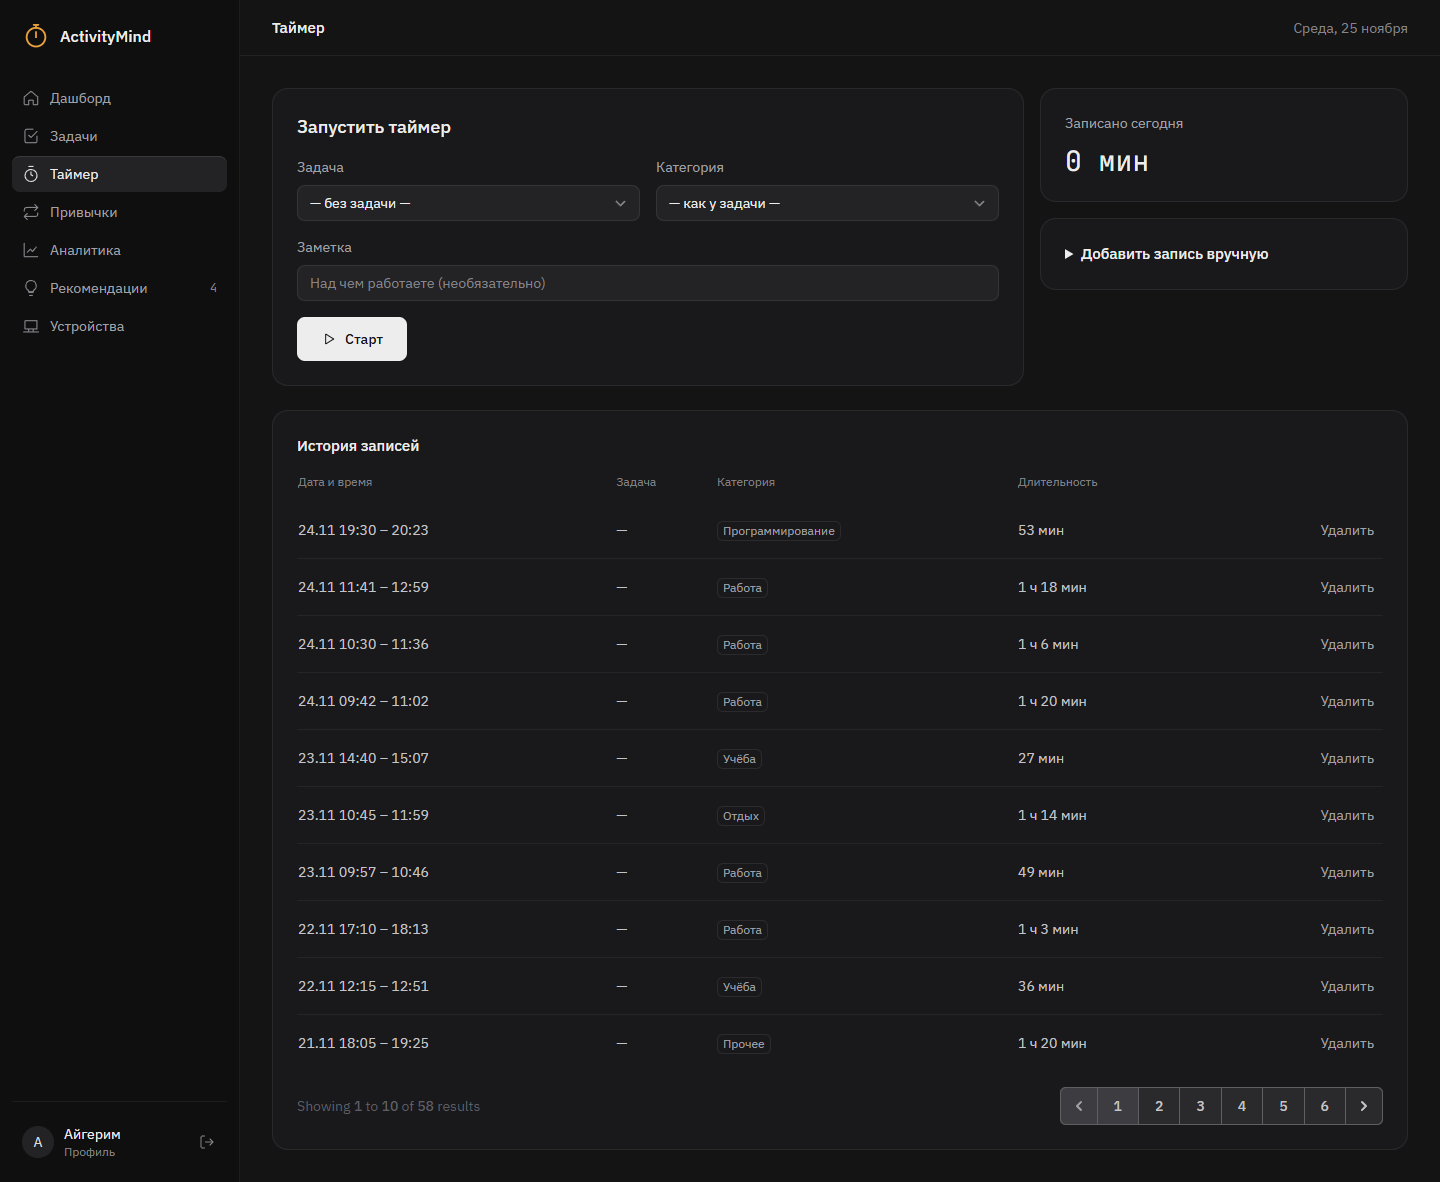 ActivityMind
Дашборд
Задачи
Таймер
Привычки
Аналитика
Рекомендации 4
Устройства
Айгерим
A
Профиль
Таймер
Среда, 25 ноября
Запустить таймер
Задача
Категория
— без задачи —
— как у задачи —
Заметка
Над чем работаете (необязательно)
Старт
Записано сегодня
0 мин
Добавить запись вручную
История записей
Дата и время Задача Категория Длительность
24.11 19:30 – 20:23 — Программирование 53 мин Удалить
24.11 11:41 – 12:59 — Работа 1 ч 18 мин Удалить
24.11 10:30 – 11:36 — Работа 1 ч 6 мин Удалить
24.11 09:42 – 11:02 — Работа 1 ч 20 мин Удалить
23.11 14:40 – 15:07 — Учёба 27 мин Удалить
23.11 10:45 – 11:59 — Отдых 1 ч 14 мин Удалить
23.11 09:57 – 10:46 — Работа 49 мин Удалить
22.11 17:10 – 18:13 — Работа 1 ч 3 мин Удалить
22.11 12:15 – 12:51 — Учёба 36 мин Удалить
21.11 18:05 – 19:25 — Прочее 1 ч 20 мин Удалить
Showing 1 to 10 of 58 results
1 2 3 4 5 6